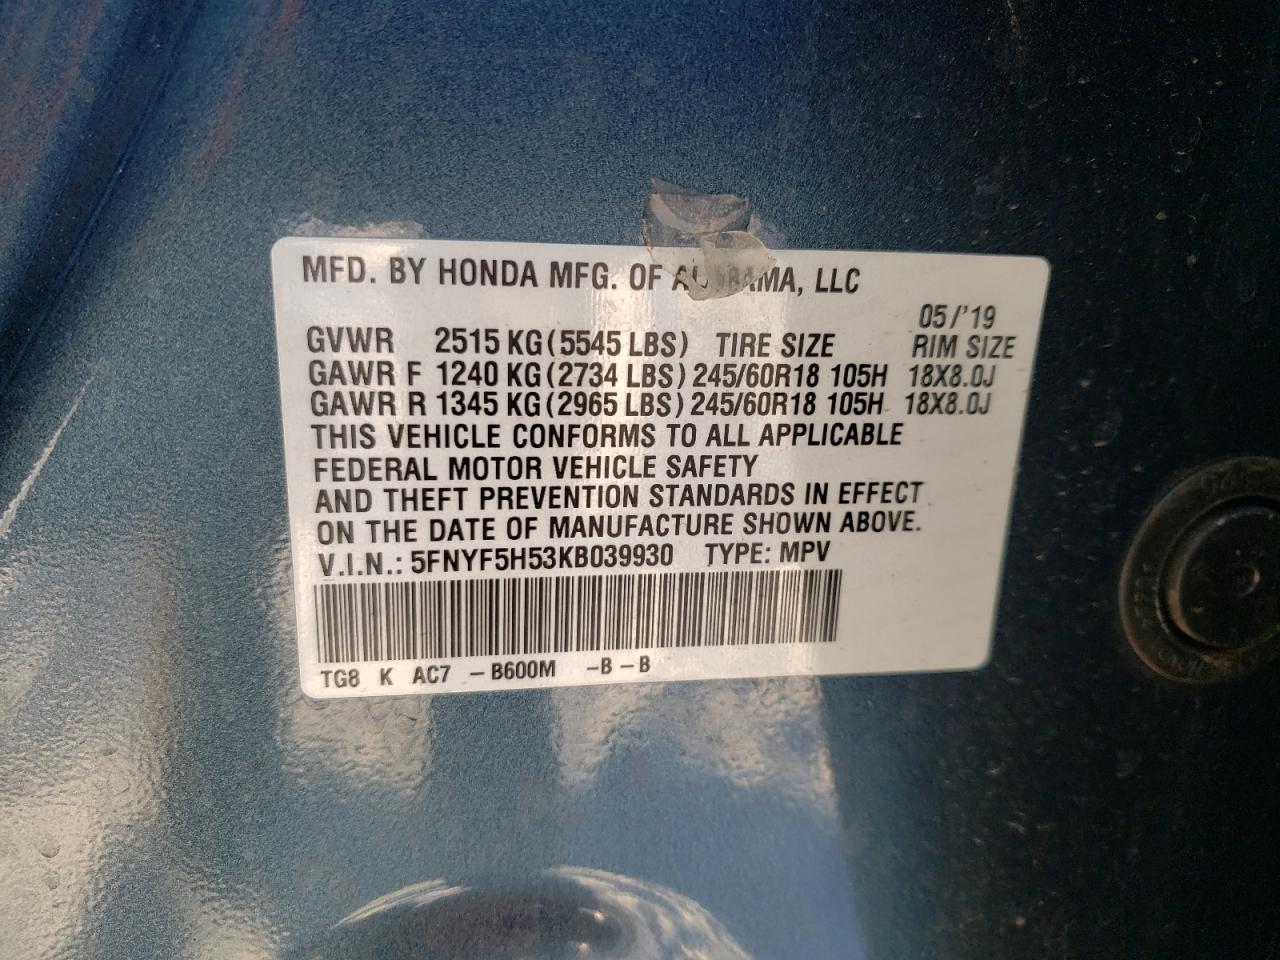 MFD. BY HONDA MFG. OF ALABAMA, LLC
05/'19
GVWR 2515 KG (5545 LBS) TIRE SIZE RIM SIZE
GAWR F 1240 KG (2734 LBS) 245/60R18 105H 18X8.0J
GAWR R 1345 KG (2965 LBS) 245/60R18 105H 18X8.0J
THIS VEHICLE CONFORMS TO ALL APPLICABLE
FEDERAL MOTOR VEHICLE SAFETY
AND THEFT PREVENTION STANDARDS IN EFFECT
ON THE DATE OF MANUFACTURE SHOWN ABOVE.
V.I.N.: 5FNYF5H53KB039930 TYPE: MPV
TG8 K AC7 -B600M -B -B